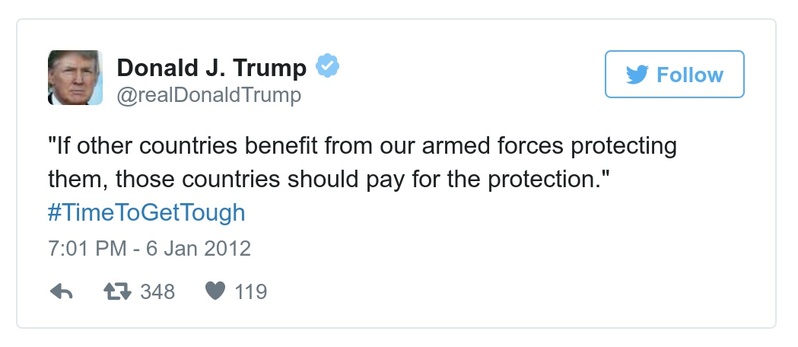 Donald J. Trump
@realDonaldTrump
Follow
"If other countries benefit from our armed forces protecting
them, those countries should pay for the protection."
#TimeToGetTough
7:01 PM - 6 Jan 2012
348 119